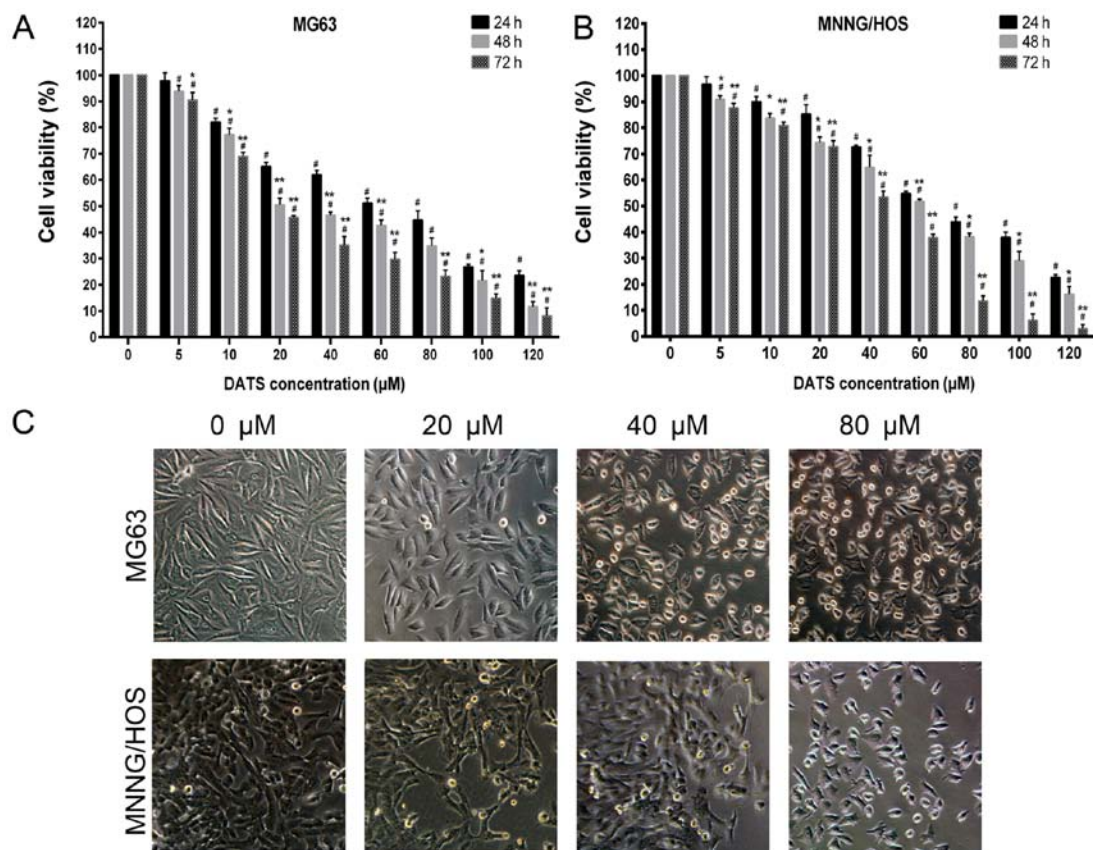 A
MG63
24 h
48 h
72 h
Cell viability (%)
120
110
100
90
80
70
60
50
40
30
20
10
0
0 5 10 20 40 60 80 100 120
DATS concentration (µM)
B
MNNG/HOS
24 h
48 h
72 h
Cell viability (%)
120
110
100
90
80
70
60
50
40
30
20
10
0
0 5 10 20 40 60 80 100 120
DATS concentration (µM)
C
0 µM 20 µM 40 µM 80 µM
MG63
MNNG/HOS